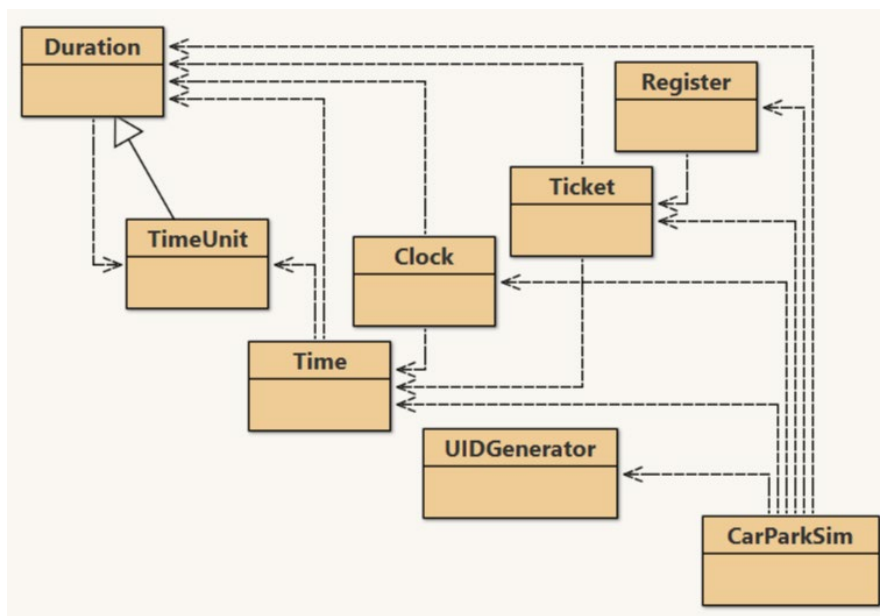 Duration
Register
Ticket
TimeUnit
Clock
Time
UIDGenerator
CarParkSim